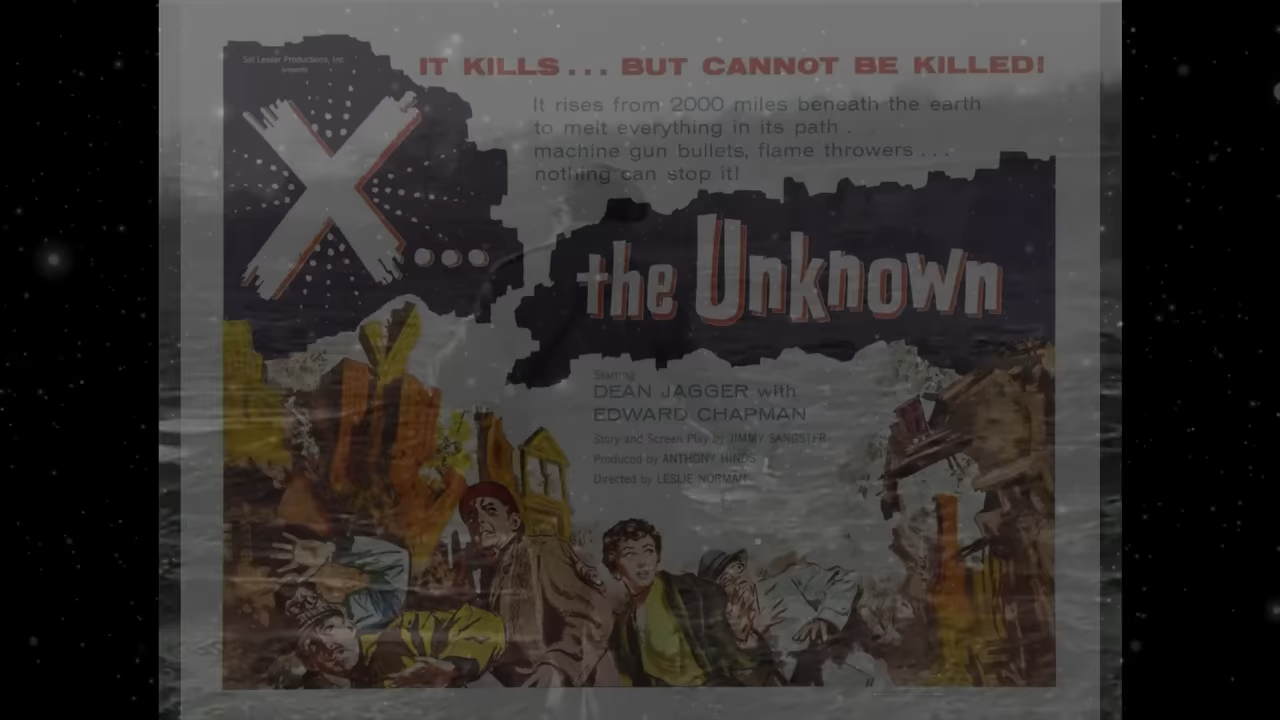 Sol Lesser Productions, Inc.
presents
IT KILLS... BUT CANNOT BE KILLED!
It rises from 2000 miles beneath the earth
to melt everything in its path .
machine gun bullets, flame throwers ...
nothing can stop it!
X...
the Unknown
Starring
DEAN JAGGER with
EDWARD CHAPMAN
Story and Screen Play by JIMMY SANGSTER
Produced by ANTHONY HINDS
Directed by LESLIE NORMAN